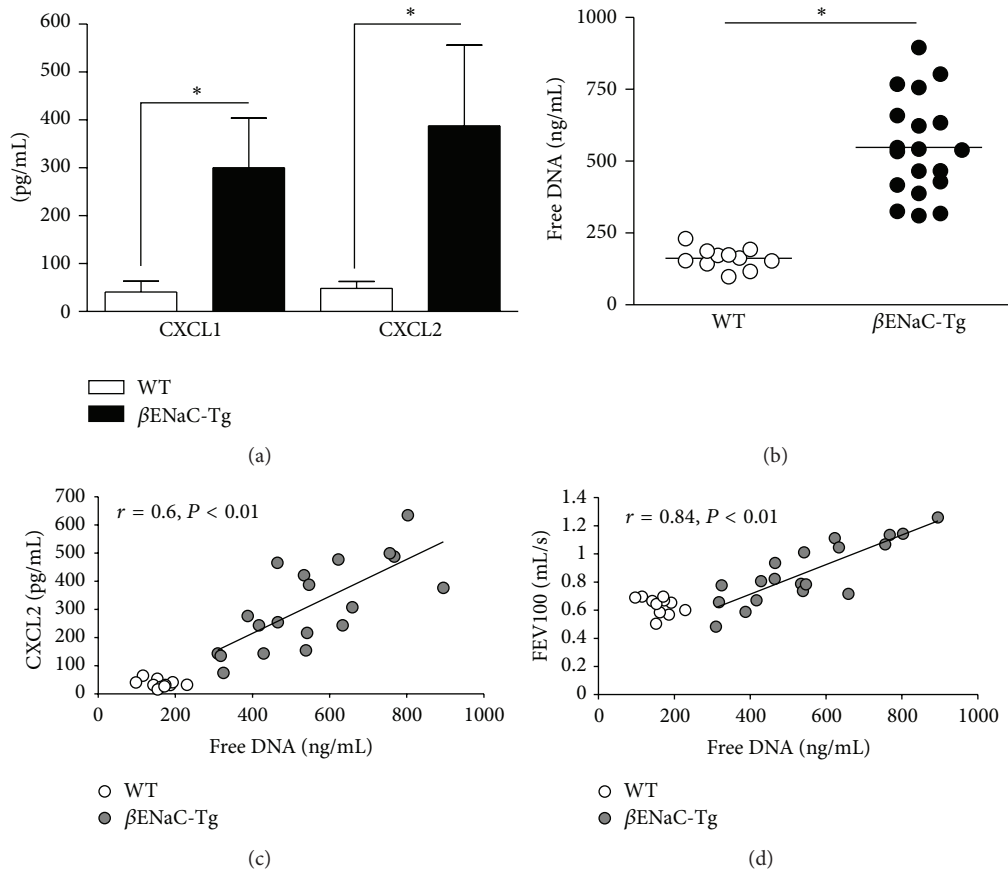 600
500
400
300
200
100
0
(pg/mL)
*
*
CXCL1
CXCL2
WT
βENaC-Tg
(a)
1000
750
500
250
0
Free DNA (ng/mL)
*
WT
βENaC-Tg
(b)
700
600
500
400
300
200
100
0
CXCL2 (pg/mL)
r = 0.6, P < 0.01
0
200
400
600
800
1000
Free DNA (ng/mL)
WT
βENaC-Tg
(c)
1.4
1.2
1
0.8
0.6
0.4
0.2
0
FEV100 (mL/s)
r = 0.84, P < 0.01
0
200
400
600
800
1000
Free DNA (ng/mL)
WT
βENaC-Tg
(d)